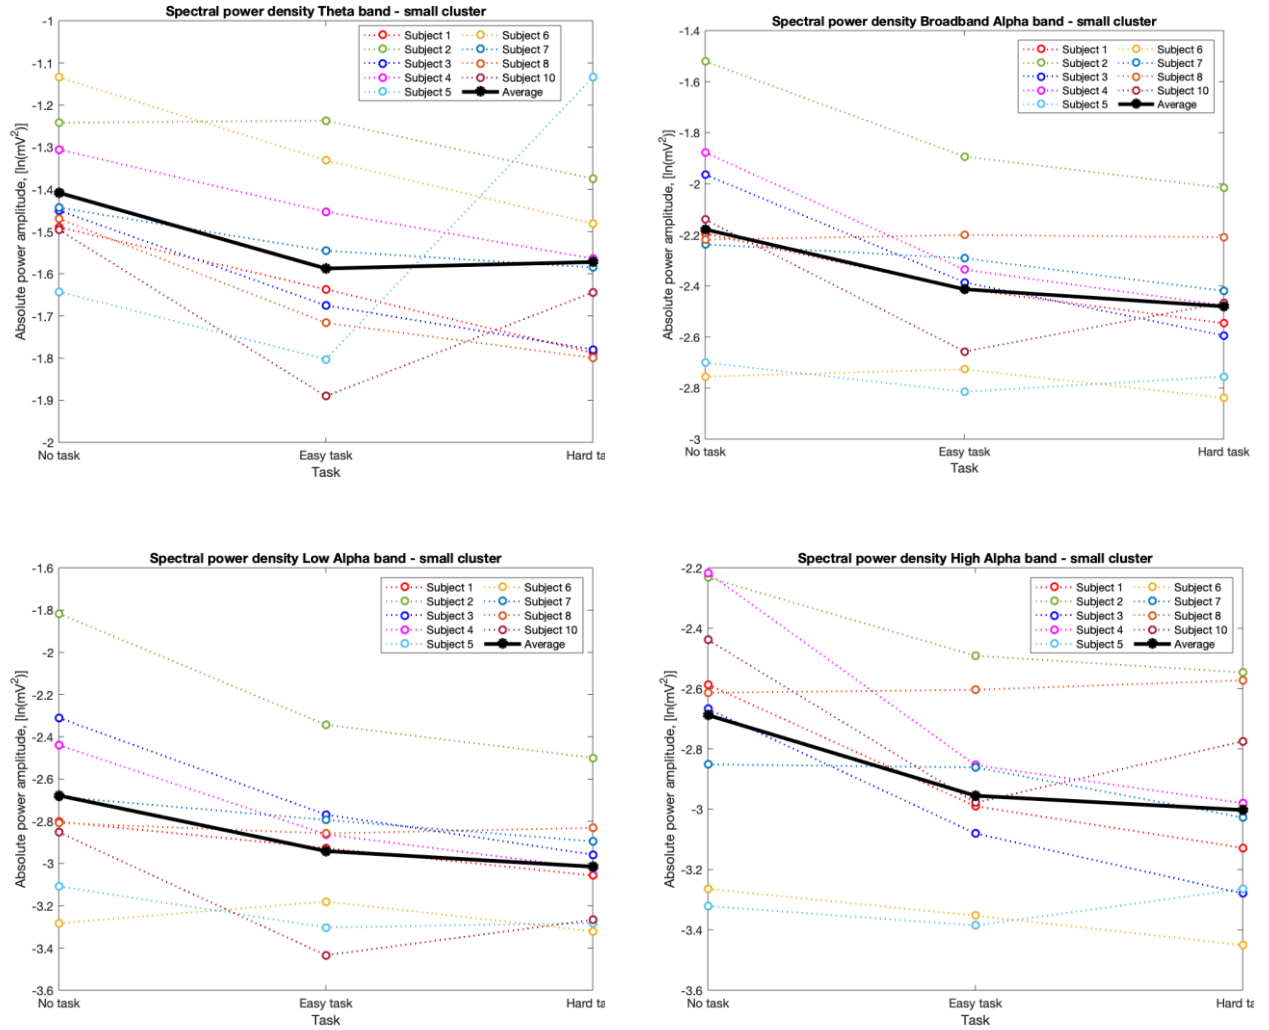 Spectral power density Theta band - small cluster
Absolute power amplitude, [ln(mV²)]
-1
-1.1
-1.2
-1.3
-1.4
-1.5
-1.6
-1.7
-1.8
-1.9
-2
Subject 1
Subject 2
Subject 3
Subject 4
Subject 5
Subject 6
Subject 7
Subject 8
Subject 10
Average
No task
Easy task
Hard ta
Task
Spectral power density Broadband Alpha band - small cluster
Absolute power amplitude, [ln(mV²)]
-1.4
-1.6
-1.8
-2
-2.2
-2.4
-2.6
-2.8
-3
Subject 1
Subject 2
Subject 3
Subject 4
Subject 5
Subject 6
Subject 7
Subject 8
Subject 10
Average
No task
Easy task
Hard task
Task
Spectral power density Low Alpha band - small cluster
Absolute power amplitude, [ln(mV²)]
-1.6
-1.8
-2
-2.2
-2.4
-2.6
-2.8
-3
-3.2
-3.4
-3.6
Subject 1
Subject 2
Subject 3
Subject 4
Subject 5
Subject 6
Subject 7
Subject 8
Subject 10
Average
No task
Easy task
Hard ta
Task
Spectral power density High Alpha band - small cluster
Absolute power amplitude, [ln(mV²)]
-2.2
-2.4
-2.6
-2.8
-3
-3.2
-3.4
-3.6
Subject 1
Subject 2
Subject 3
Subject 4
Subject 5
Subject 6
Subject 7
Subject 8
Subject 10
Average
No task
Easy task
Hard ta
Task